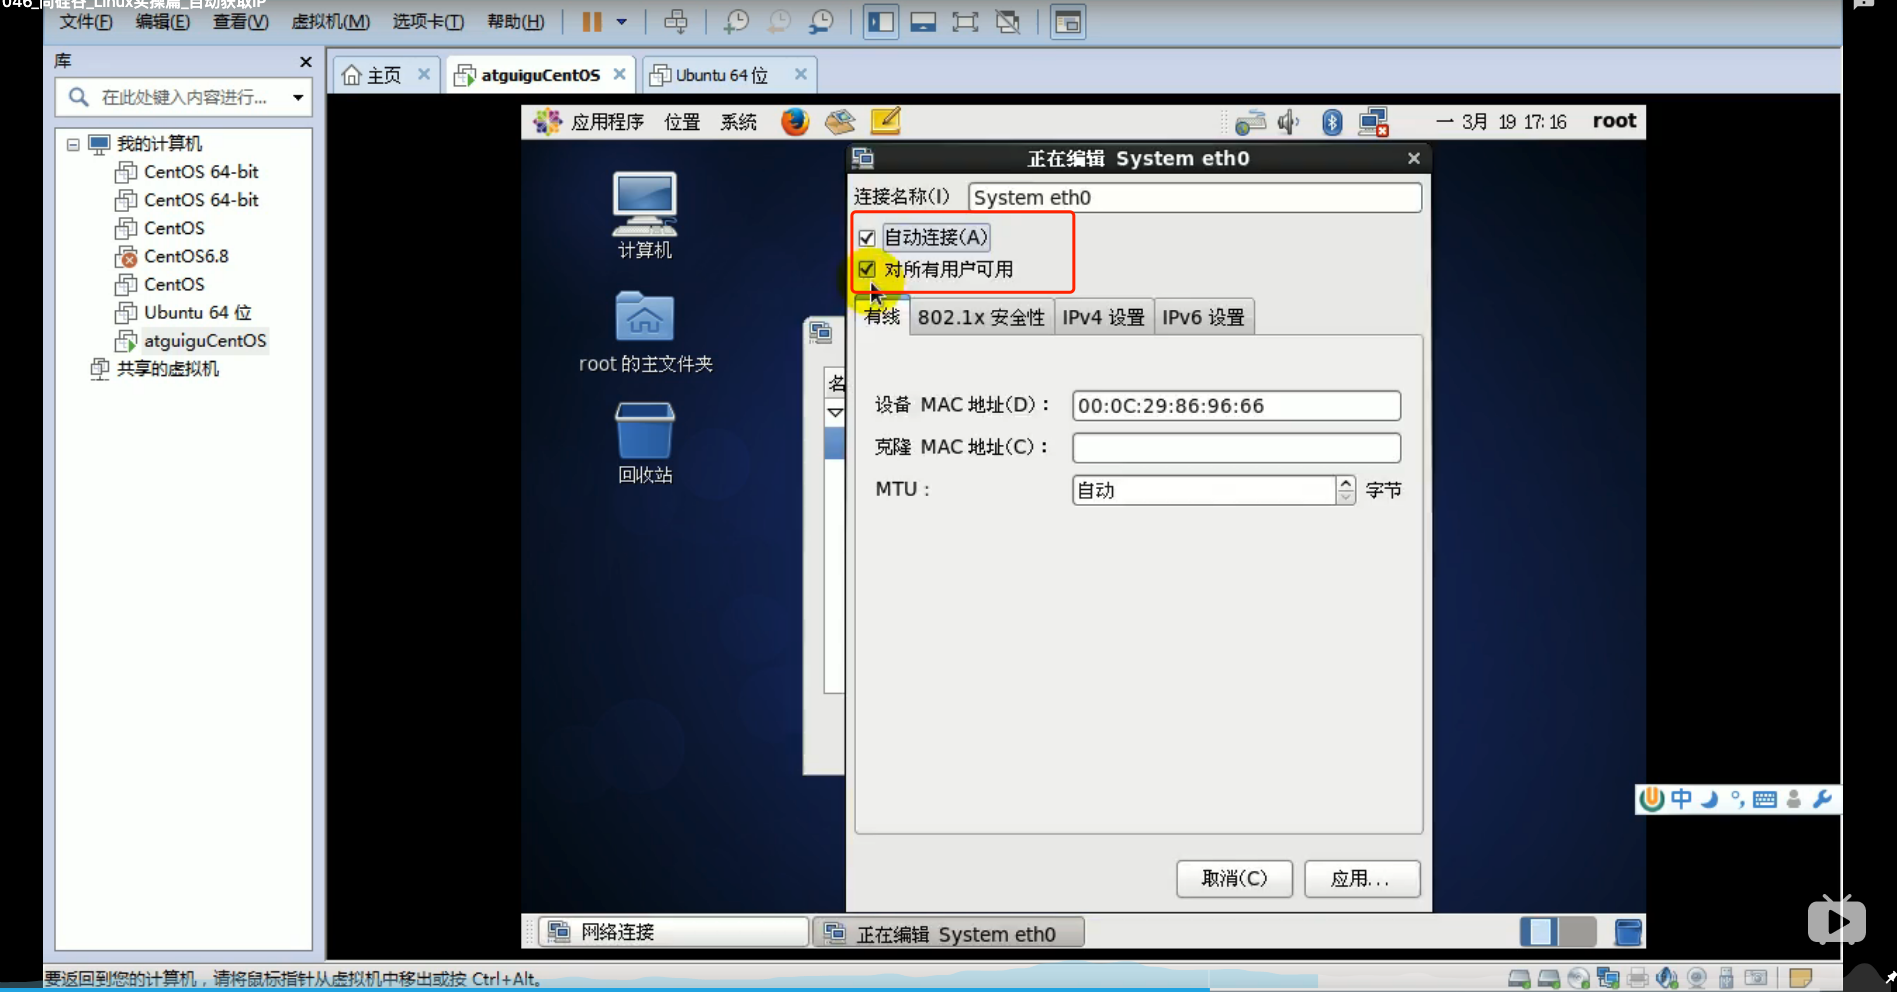 046_尚硅谷_Linux实操篇_自动获取IP
文件(F) 编辑(E) 查看(V) 虚拟机(M) 选项卡(T) 帮助(H)
库
在此处键入内容进行...
我的计算机
CentOS 64-bit
CentOS 64-bit
CentOS
CentOS6.8
CentOS
Ubuntu 64 位
atguiguCentOS
共享的虚拟机
主页 atguiguCentOS Ubuntu 64 位
应用程序 位置 系统 一 3月 19 17:16 root
计算机
root 的主文件夹
回收站
名
正在编辑 System eth0
连接名称(I) System eth0
自动连接(A)
对所有用户可用
有线 802.1x 安全性 IPv4 设置 IPv6 设置
设备 MAC 地址(D)： 00:0C:29:86:96:66
克隆 MAC 地址(C)：
MTU： 自动 字节
取消(C) 应用...
中
网络连接 正在编辑 System eth0
要返回到您的计算机，请将鼠标指针从虚拟机中移出或按 Ctrl+Alt。